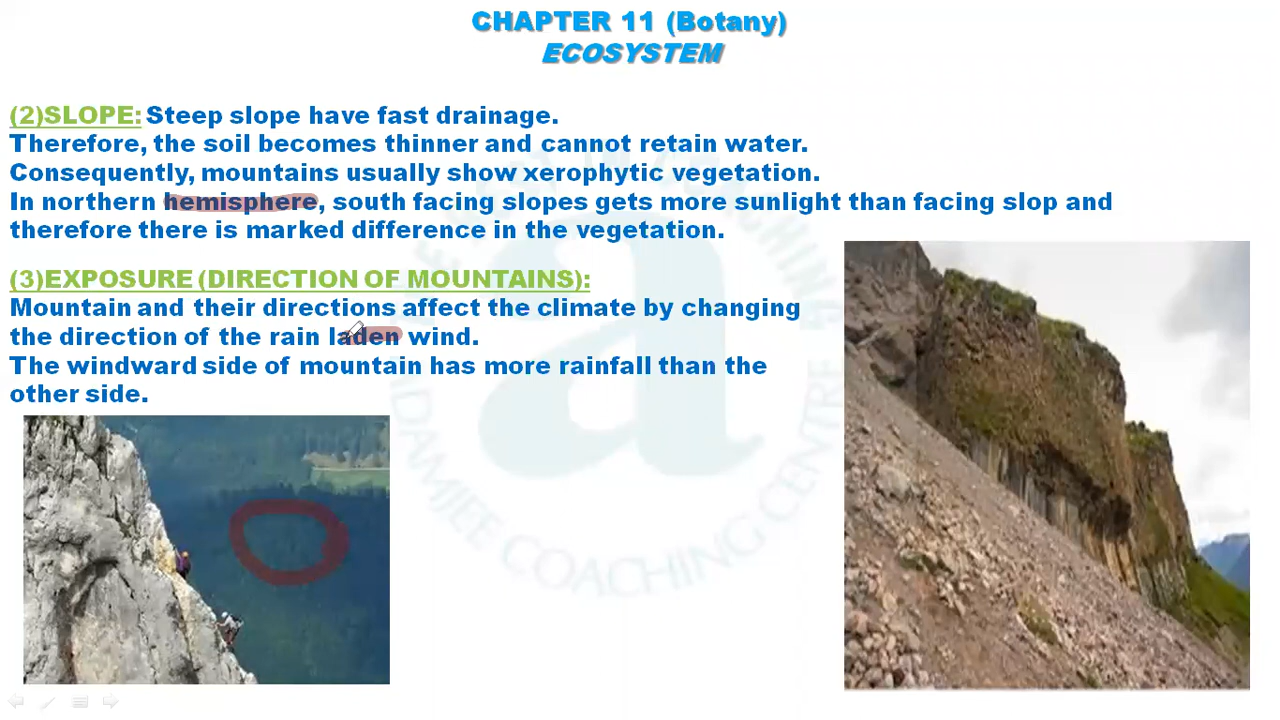 CHAPTER 11 (Botany)
ECOSYSTEM
(2)SLOPE: Steep slope have fast drainage.
Therefore, the soil becomes thinner and cannot retain water.
Consequently, mountains usually show xerophytic vegetation.
In northern hemisphere, south facing slopes gets more sunlight than facing slop and
therefore there is marked difference in the vegetation.
(3)EXPOSURE (DIRECTION OF MOUNTAINS):
Mountain and their directions affect the climate by changing
the direction of the rain laden wind.
The windward side of mountain has more rainfall than the
other side.
ADAMJEE COACHING CENTRE